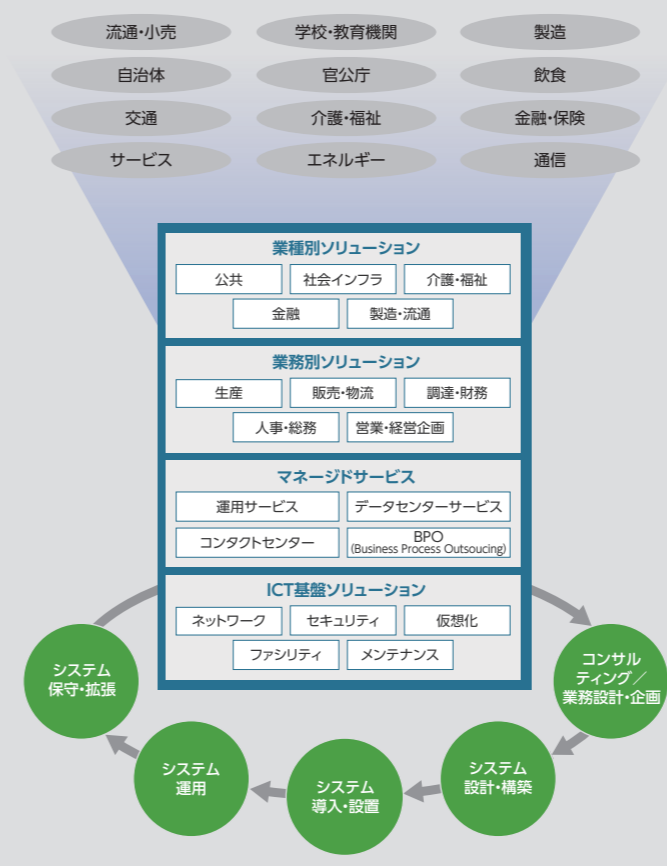 流通・小売
学校・教育機関
製造
自治体
官公庁
飲食
交通
介護・福祉
金融・保険
サービス
エネルギー
通信
業種別ソリューション
公共
社会インフラ
介護・福祉
金融
製造・流通
業務別ソリューション
生産
販売・物流
調達・財務
人事・総務
営業・経営企画
マネージドサービス
運用サービス
データセンターサービス
コンタクトセンター
BPO
(Business Process Outsoucing)
ICT基盤ソリューション
ネットワーク
セキュリティ
仮想化
ファシリティ
メンテナンス
コンサル
ティング／
業務設計・企画
システム
設計・構築
システム
導入・設置
システム
運用
システム
保守・拡張